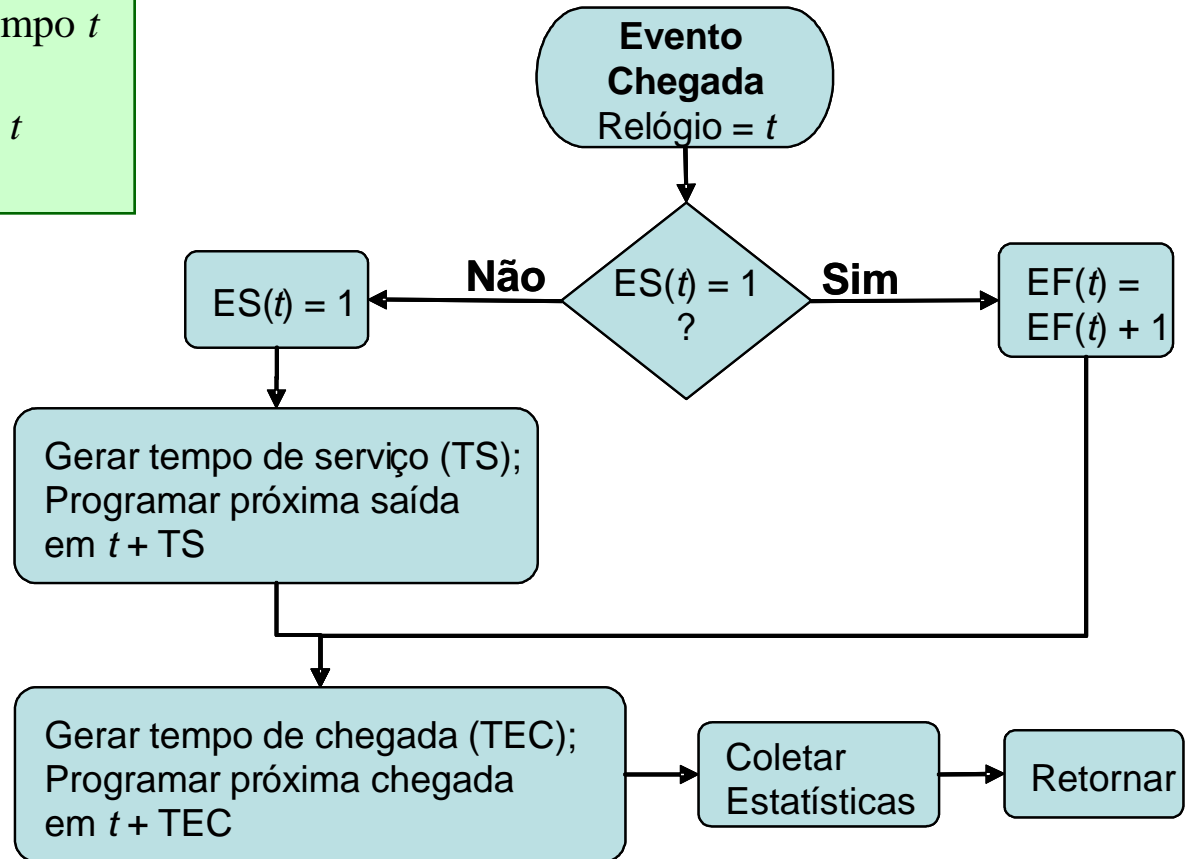 t
Evento
Chegada
Relógio = t
Não
ES(t) = 1
?
Sim
ES(t) = 1
EF(t) =
EF(t) + 1
Gerar tempo de serviço (TS);
Programar próxima saída
em t + TS
Gerar tempo de chegada (TEC);
Programar próxima chegada
em t + TEC
Coletar
Estatísticas
Retornar